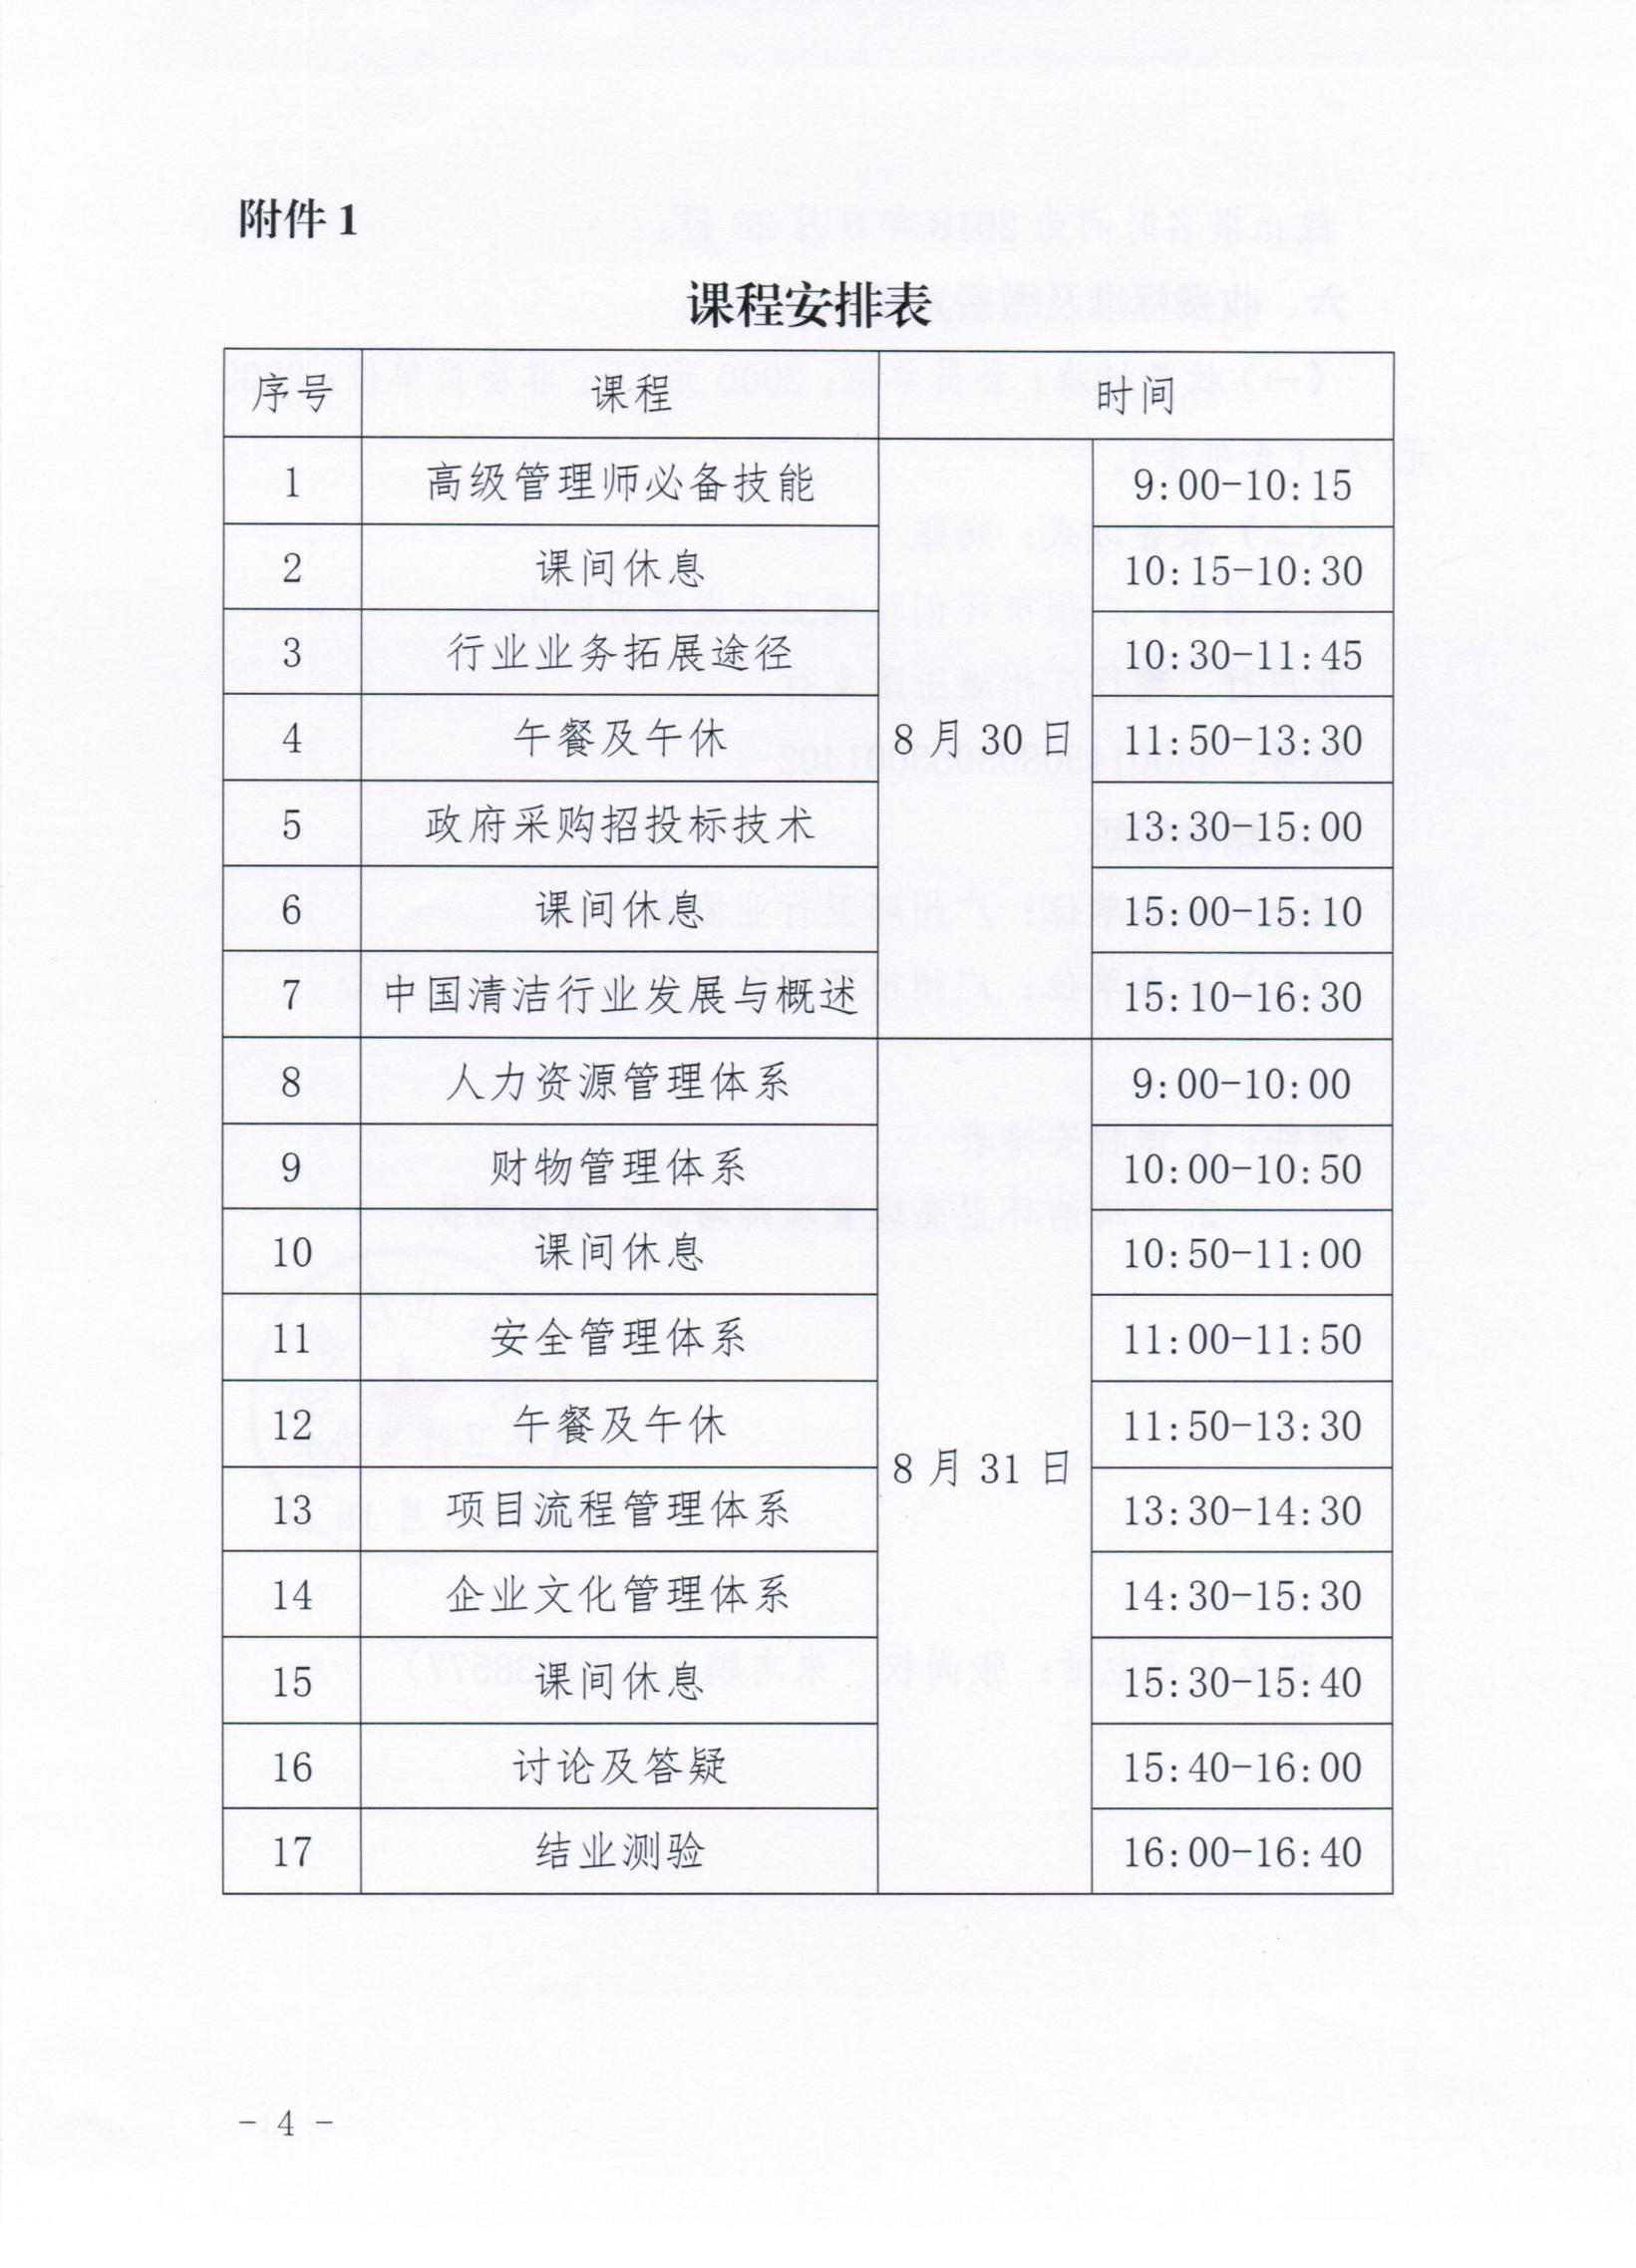 附件 1
课程安排表
序号 课程 时间
1 高级管理师必备技能 9:00-10:15
2 课间休息 10:15-10:30
3 行业业务拓展途径 10:30-11:45
4 午餐及午休 8月30日 11:50-13:30
5 政府采购招投标技术 13:30-15:00
6 课间休息 15:00-15:10
7 中国清洁行业发展与概述 15:10-16:30
8 人力资源管理体系 9:00-10:00
9 财物管理体系 10:00-10:50
10 课间休息 10:50-11:00
11 安全管理体系 11:00-11:50
12 午餐及午休 11:50-13:30
8月31日
13 项目流程管理体系 13:30-14:30
14 企业文化管理体系 14:30-15:30
15 课间休息 15:30-15:40
16 讨论及答疑 15:40-16:00
17 结业测验 16:00-16:40
- 4 -